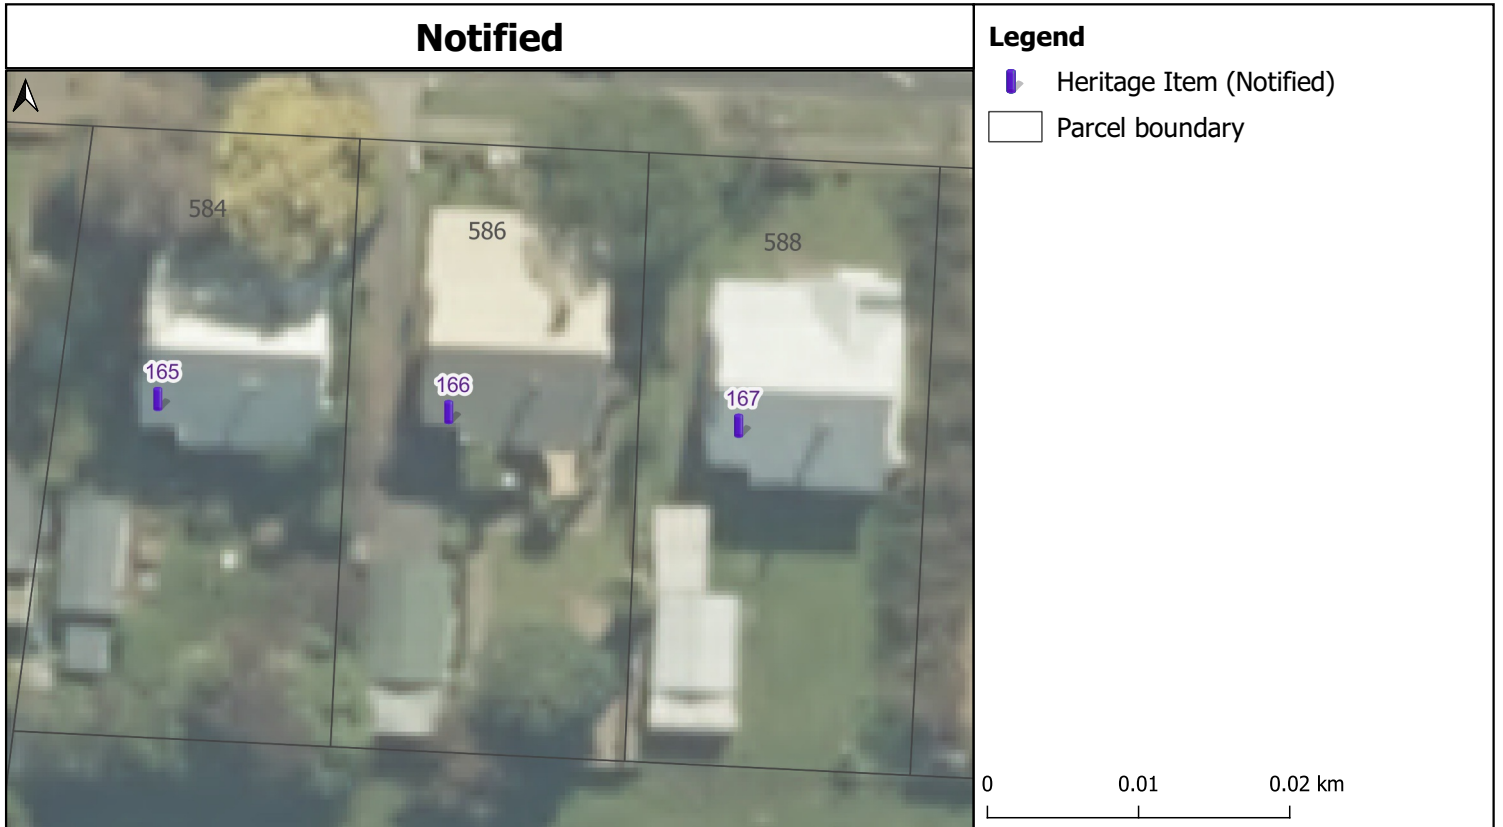 Notified
584
586
588
165
166
167
Legend
Heritage Item (Notified)
Parcel boundary
0 0.01 0.02 km